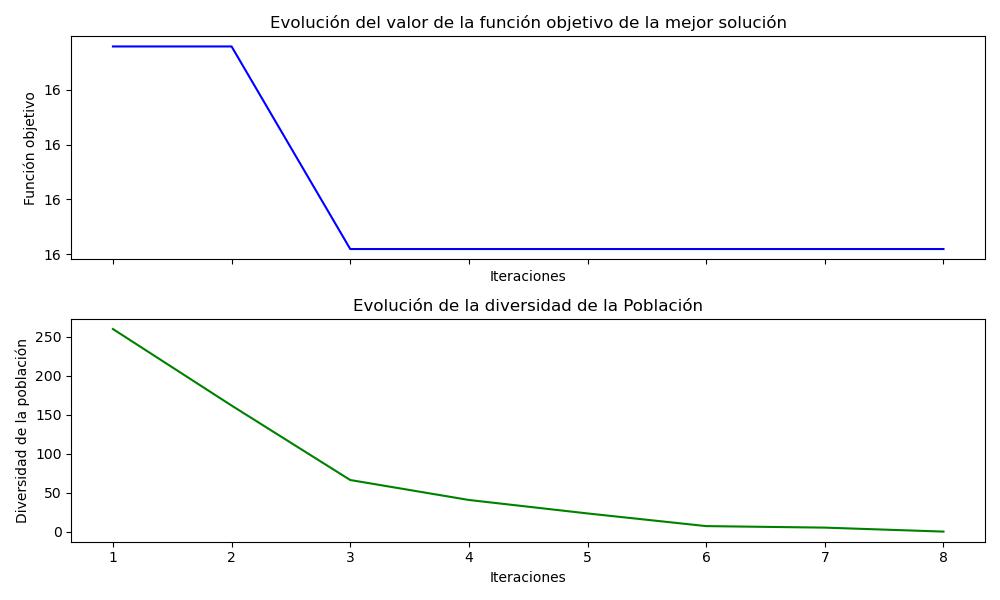 Evolución del valor de la función objetivo de la mejor solución
Función objetivo
16
16
16
16
Iteraciones
Evolución de la diversidad de la Población
Diversidad de la población
250
200
150
100
50
0
1 2 3 4 5 6 7 8
Iteraciones